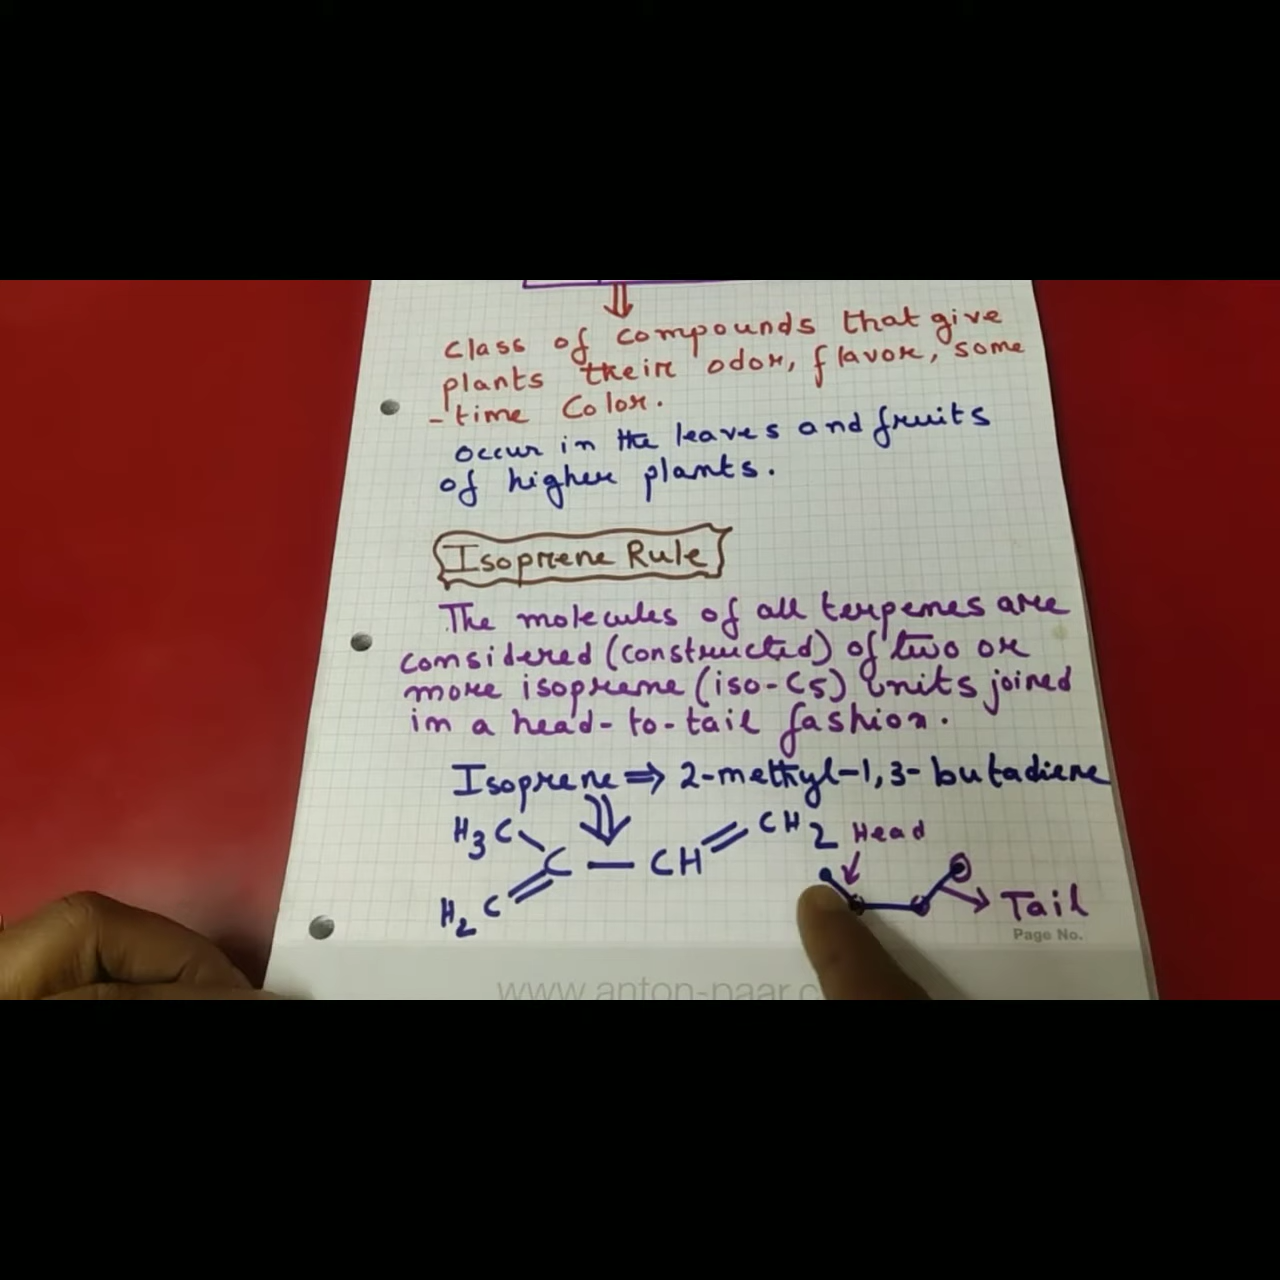 class of compounds that give
plants their odor, flavor, some
-time Color.
occur in the leaves and fruits
of higher plants.
Isoprene Rule
The molecules of all terpenes are
considered (constructed) of two or
more isoprene (iso-C5) units joined
in a head-to-tail fashion.
Isoprene ⇒ 2-methyl-1,3-butadiene
H3C
C — CH = CH2
H2C
Head
Tail
Page No.
www.anton-paar.c